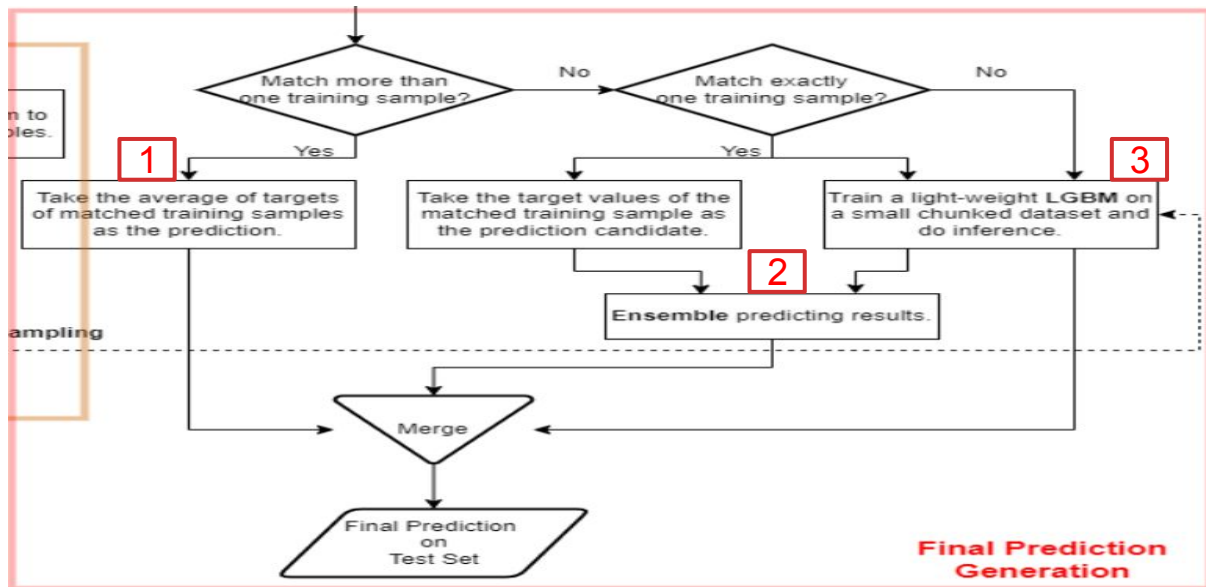 Match more than
one training sample?
No
Match exactly
one training sample?
No
n to
les.
1
Yes
Yes
3
Take the average of targets
of matched training samples
as the prediction.
Take the target values of the
matched training sample as
the prediction candidate.
Train a light-weight LGBM on
a small chunked dataset and
do inference.
2
Ensemble predicting results.
ampling
Merge
Final Prediction
on
Test Set
Final Prediction
Generation